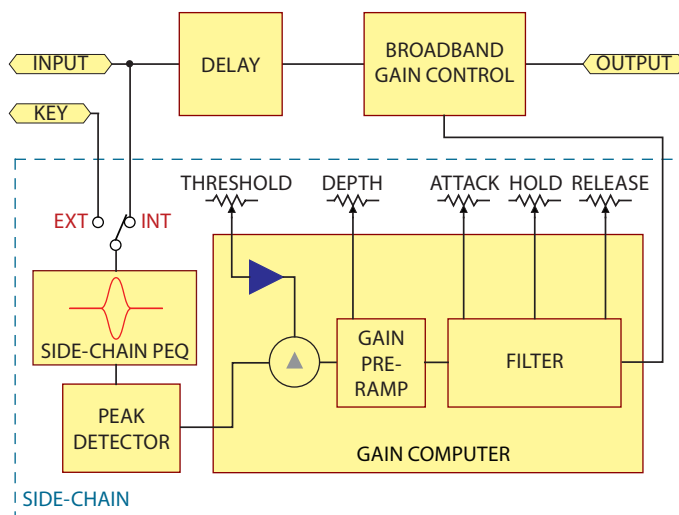 INPUT
DELAY
BROADBAND
GAIN CONTROL
OUTPUT
KEY
THRESHOLD
DEPTH
ATTACK
HOLD
RELEASE
EXT
INT
SIDE-CHAIN PEQ
GAIN
PRE-
RAMP
FILTER
PEAK
DETECTOR
GAIN COMPUTER
SIDE-CHAIN